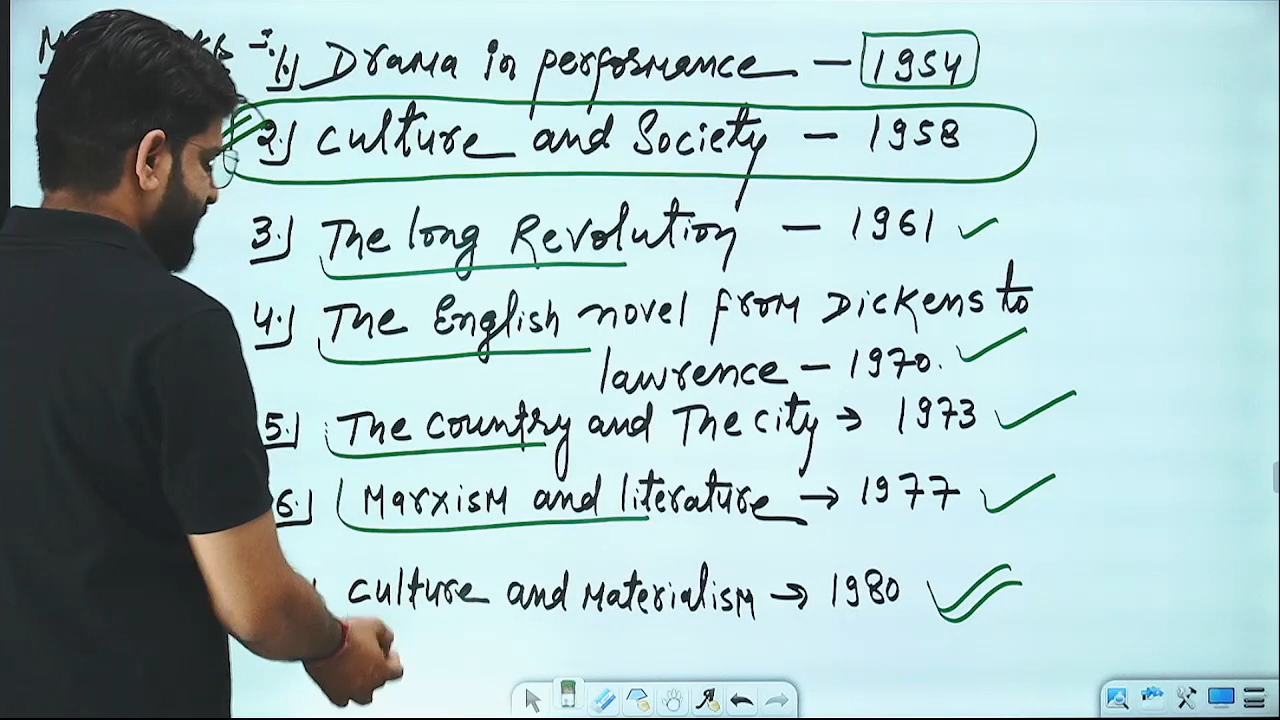 1.) Drama in performance – 1954
2.) Culture and Society – 1958
3.) The long Revolution – 1961
4.) The English novel from Dickens to
lawrence – 1970.
5.) The country and The city → 1973
6.) Marxism and literature → 1977
culture and Materialism → 1980